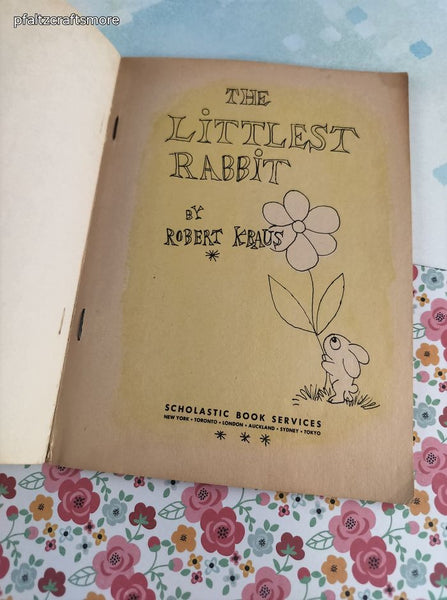 pfaltzcraftsmore
THE
LiTTLEST
RABBiT
BY
ROBERT KRAUS
*
SCHOLASTIC BOOK SERVICES
NEW YORK • TORONTO • LONDON • AUCKLAND • SYDNEY • TOKYO
* * *